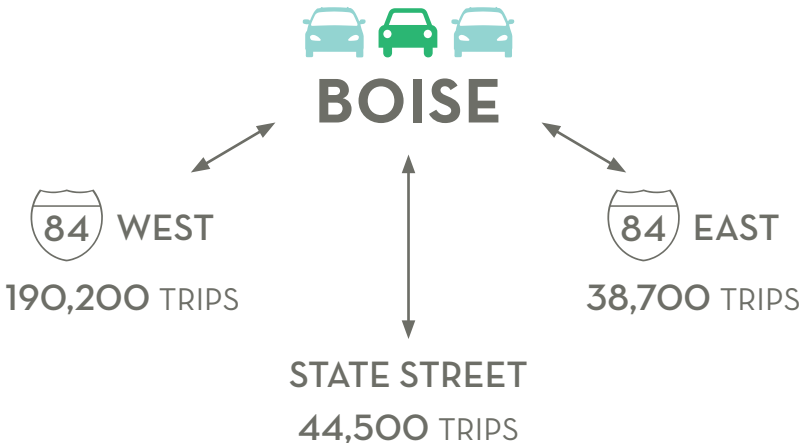 BOISE
84 WEST
190,200 TRIPS
84 EAST
38,700 TRIPS
STATE STREET
44,500 TRIPS